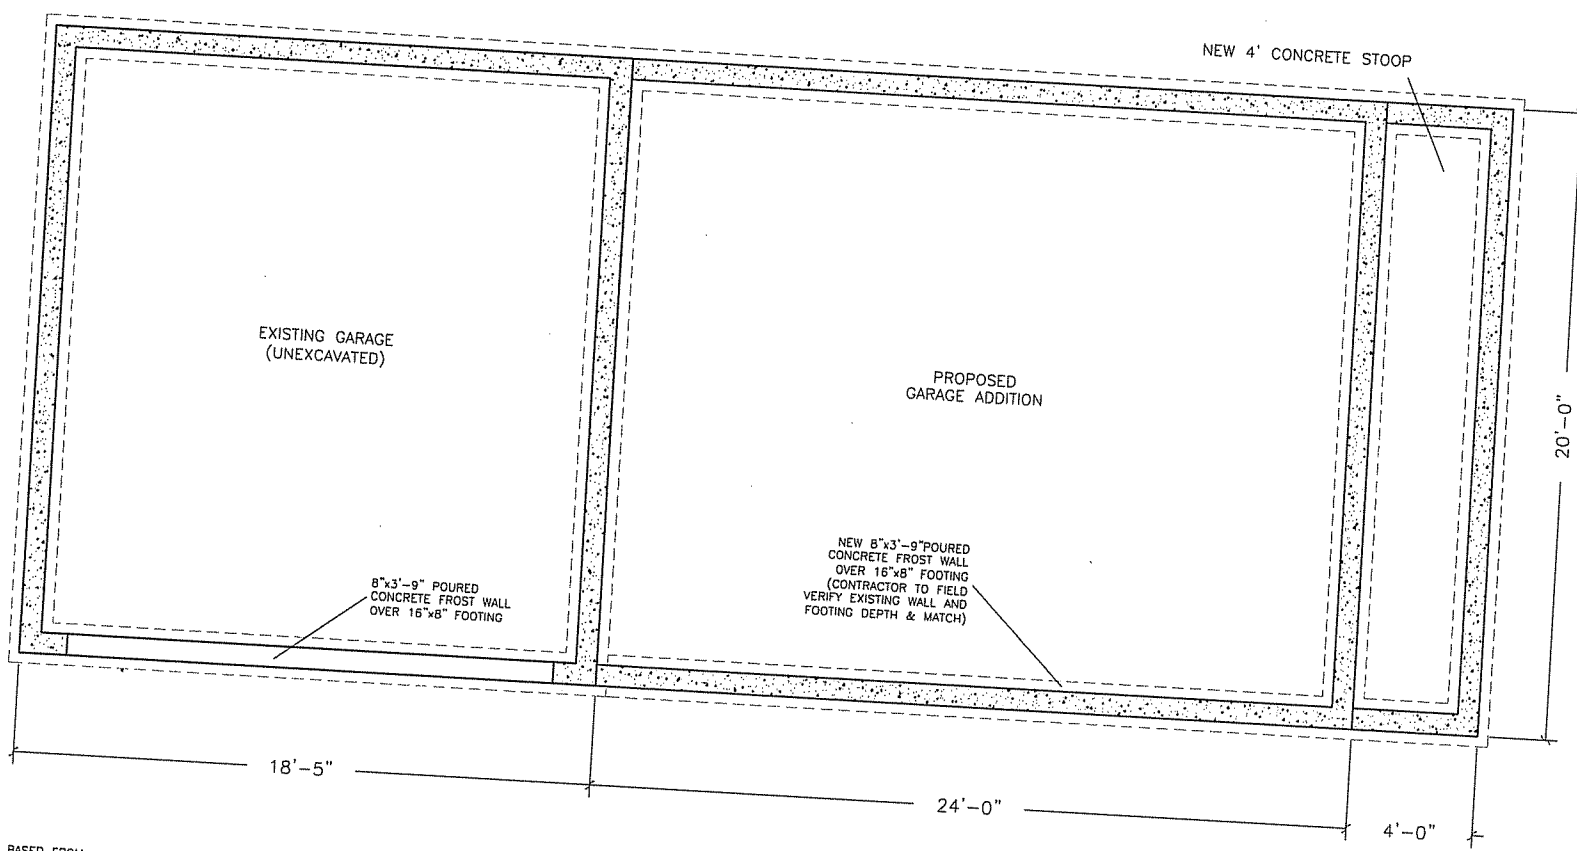 NEW 4' CONCRETE STOOP
EXISTING GARAGE
(UNEXCAVATED)
PROPOSED
GARAGE ADDITION
20'-0"
NEW 8"x3'-9"POURED
CONCRETE FROST WALL
OVER 16"x8" FOOTING
(CONTRACTOR TO FIELD
VERIFY EXISTING WALL AND
FOOTING DEPTH & MATCH)
8"x3'-9" POURED
CONCRETE FROST WALL
OVER 16"x8" FOOTING
18'-5"
24'-0"
4'-0"
BASED FROM